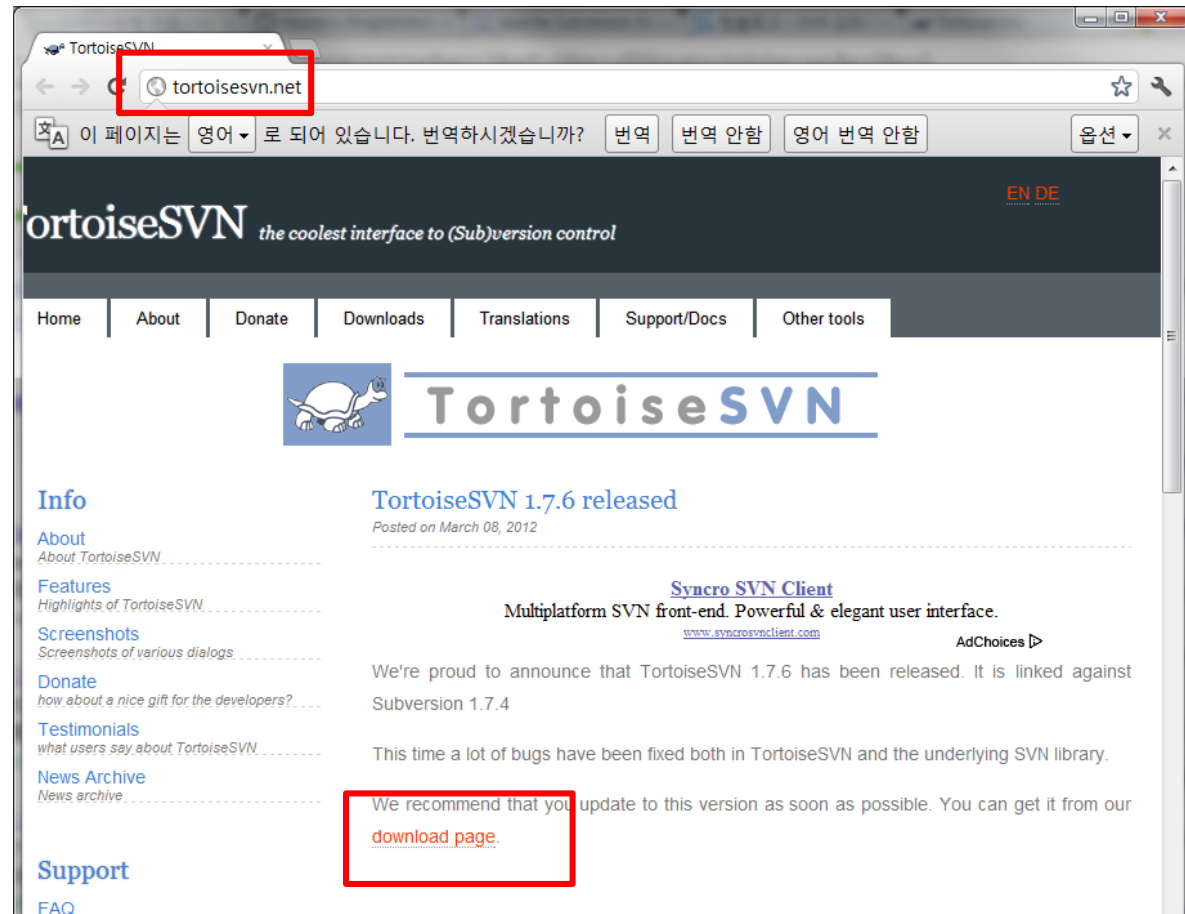 TortoiseSVN
tortoisesvn.net
이 페이지는 영어 로 되어 있습니다. 번역하시겠습니까? 번역 번역 안함 영어 번역 안함 옵션
EN DE
ortoiseSVN the coolest interface to (Sub)version control
Home About Donate Downloads Translations Support/Docs Other tools
TortoiseSVN
Info
About
About TortoiseSVN
Features
Highlights of TortoiseSVN
Screenshots
Screenshots of various dialogs
Donate
how about a nice gift for the developers?
Testimonials
what users say about TortoiseSVN
News Archive
News archive
Support
FAQ
TortoiseSVN 1.7.6 released
Posted on March 08, 2012
Syncro SVN Client
Multiplatform SVN front-end. Powerful & elegant user interface.
www.syncrosvnclient.com
AdChoices
We're proud to announce that TortoiseSVN 1.7.6 has been released. It is linked against
Subversion 1.7.4
This time a lot of bugs have been fixed both in TortoiseSVN and the underlying SVN library.
We recommend that you update to this version as soon as possible. You can get it from our
download page.